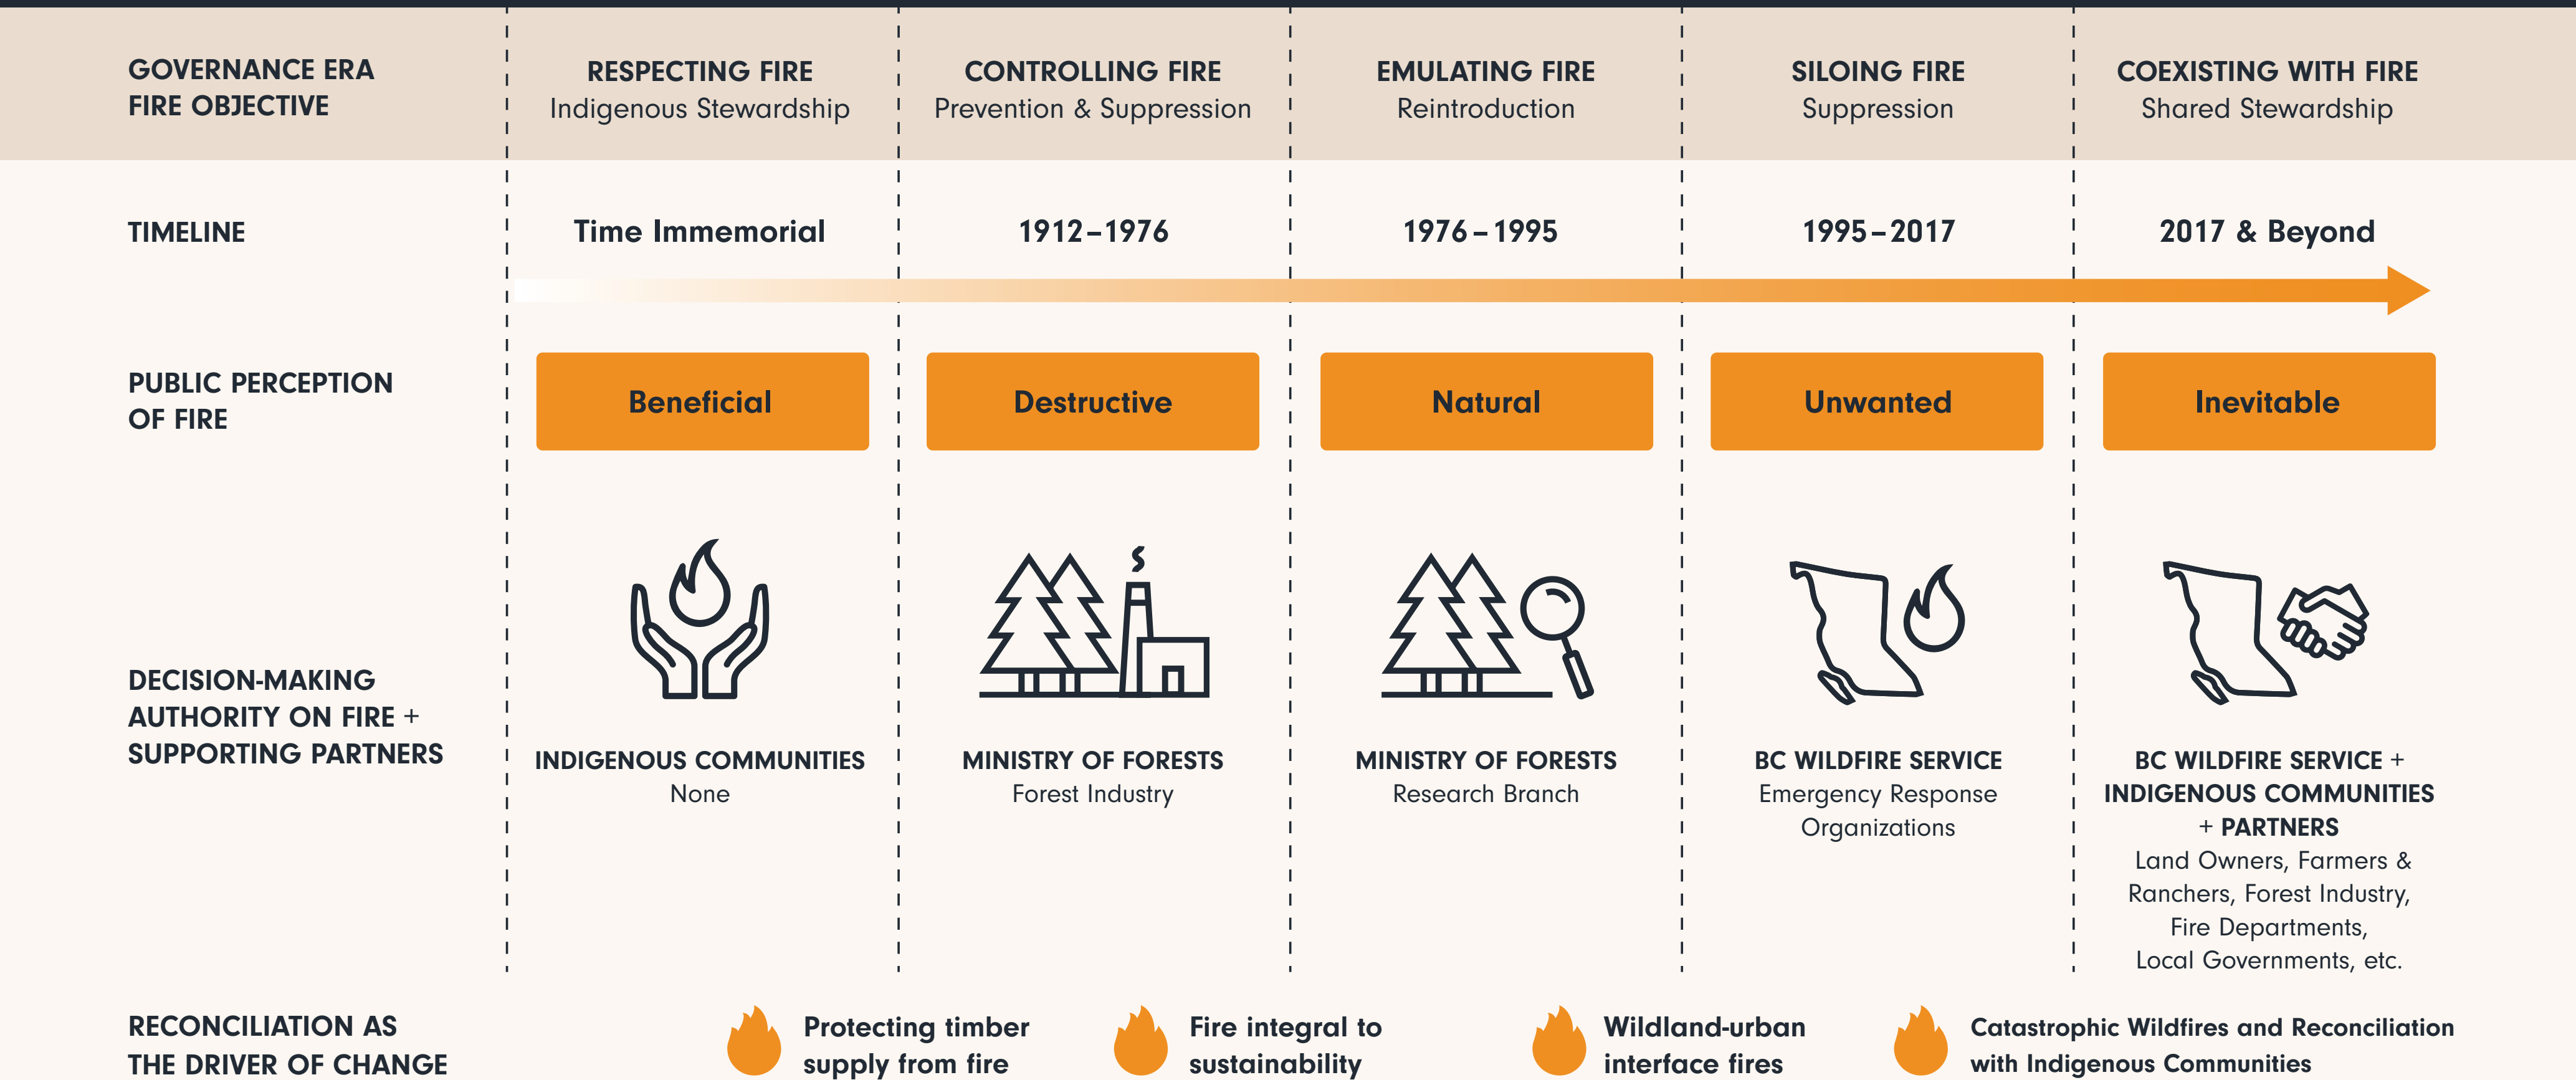 GOVERNANCE ERA
FIRE OBJECTIVE
RESPECTING FIRE
Indigenous Stewardship
CONTROLLING FIRE
Prevention & Suppression
EMULATING FIRE
Reintroduction
SILOING FIRE
Suppression
COEXISTING WITH FIRE
Shared Stewardship
TIMELINE
Time Immemorial
1912–1976
1976–1995
1995–2017
2017 & Beyond
PUBLIC PERCEPTION
OF FIRE
Beneficial
Destructive
Natural
Unwanted
Inevitable
DECISION-MAKING
AUTHORITY ON FIRE +
SUPPORTING PARTNERS
INDIGENOUS COMMUNITIES
None
MINISTRY OF FORESTS
Forest Industry
MINISTRY OF FORESTS
Research Branch
BC WILDFIRE SERVICE
Emergency Response
Organizations
BC WILDFIRE SERVICE +
INDIGENOUS COMMUNITIES
+ PARTNERS
Land Owners, Farmers &
Ranchers, Forest Industry,
Fire Departments,
Local Governments, etc.
RECONCILIATION AS
THE DRIVER OF CHANGE
Protecting timber
supply from fire
Fire integral to
sustainability
Wildland-urban
interface fires
Catastrophic Wildfires and Reconciliation
with Indigenous Communities